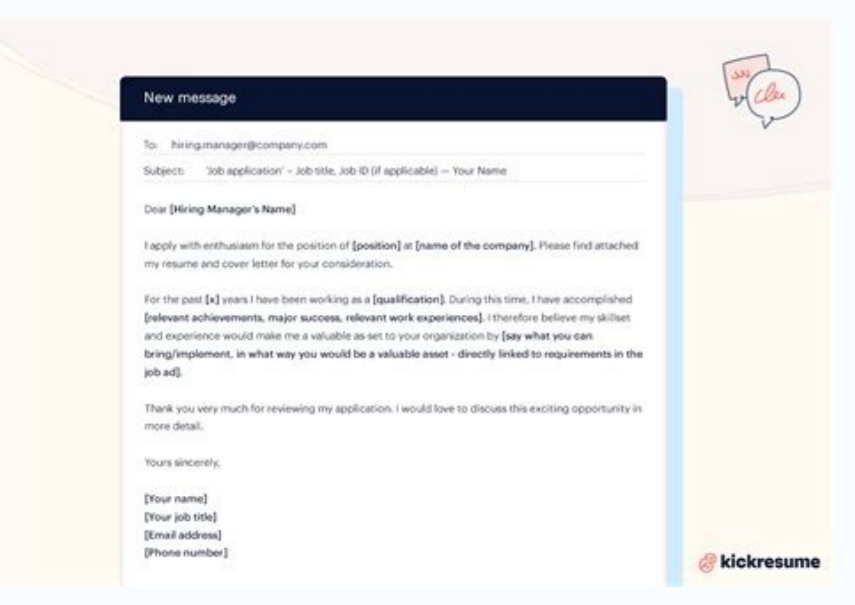 New message
To: hiring.manager@company.com
Subject: 'Job application' – Job title, Job ID (if applicable) — Your Name
Dear [Hiring Manager's Name]
I apply with enthusiasm for the position of [position] at [name of the company]. Please find attached
my resume and cover letter for your consideration.
For the past [x] years I have been working as a [qualification]. During this time, I have accomplished
[relevant achievements, major success, relevant work experiences]. I therefore believe my skillset
and experience would make me a valuable as-set to your organization by [say what you can
bring/implement, in what way you would be a valuable asset - directly linked to requirements in the
job ad].
Thank you very much for reviewing my application. I would love to discuss this exciting opportunity in
more detail.
Yours sincerely,
[Your name]
[Your job title]
[Email address]
[Phone number]
kickresume